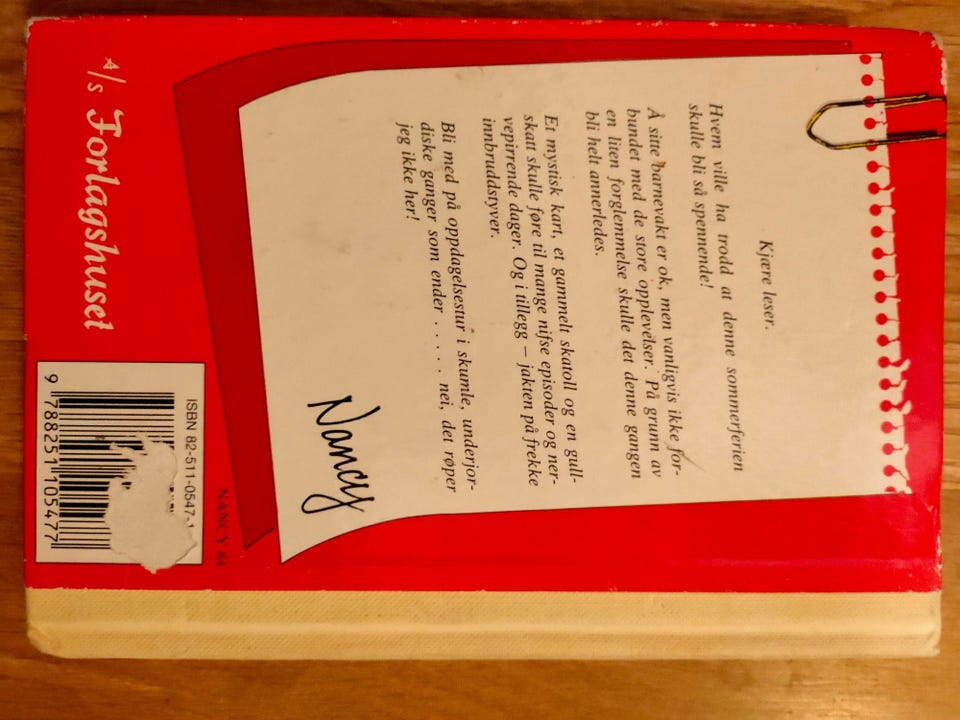 Kjære leser.
Hvem ville ha trodd at denne sommerferien
skulle bli så spennende!
Å sitte barnevakt er ok, men vanligvis ikke for-
bundet med de store opplevelser. På grunn av
en liten forglemmelse skulle det denne gangen
bli helt annerledes.
Et mystisk kart, et gammelt skatoll og en gull-
skatt skulle føre til mange nifse episoder og ner-
vepirrende dager. Og i tillegg – jakten på frekke
innbruddstyver.
Bli med på oppdagelsestur i skumle, underjor-
diske ganger som ender . . . . . nei, det røper
jeg ikke her!
Nancy
NANCY 84
ISBN 82-511-0547-1
9 788251 105477
A/S Forlagshuset